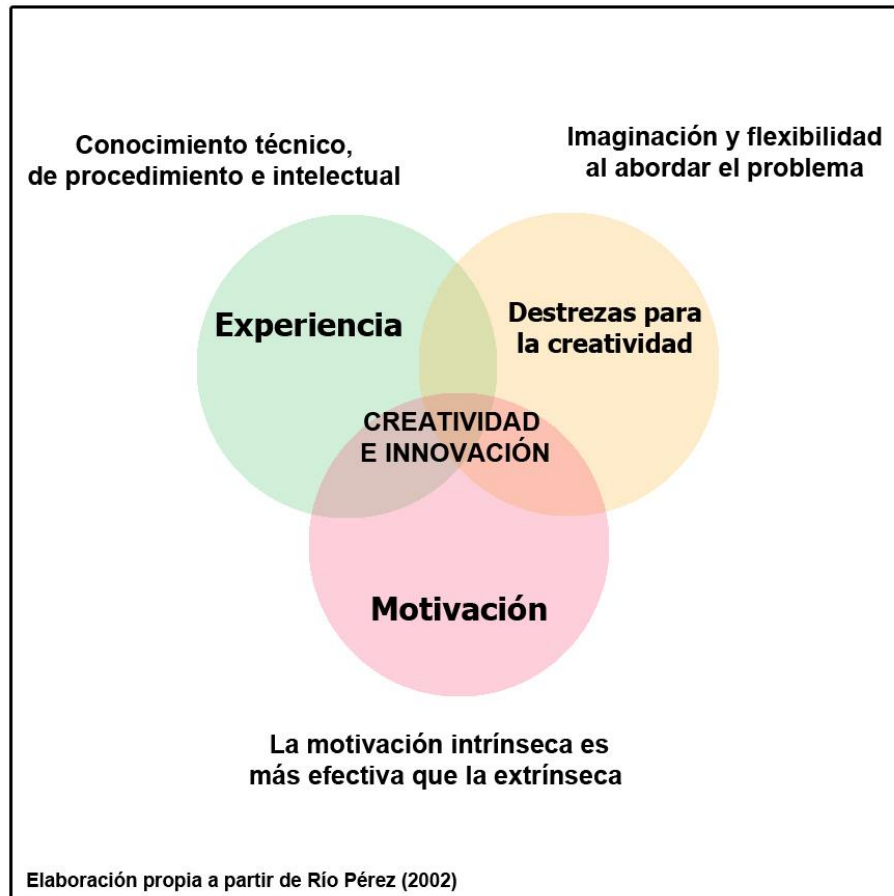 Conocimiento técnico,
de procedimiento e intelectual
Imaginación y flexibilidad
al abordar el problema
Experiencia
Destrezas para
la creatividad
CREATIVIDAD
E INNOVACIÓN
Motivación
La motivación intrínseca es
más efectiva que la extrínseca
Elaboración propia a partir de Río Pérez (2002)